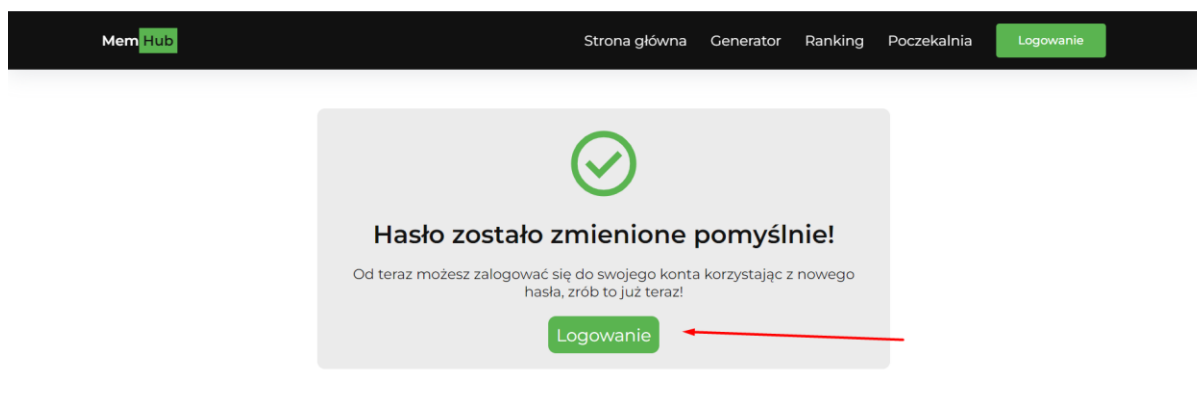 Mem Hub Strona główna Generator Ranking Poczekalnia Logowanie
Hasło zostało zmienione pomyślnie!
Od teraz możesz zalogować się do swojego konta korzystając z nowego
hasła, zrób to już teraz!
Logowanie